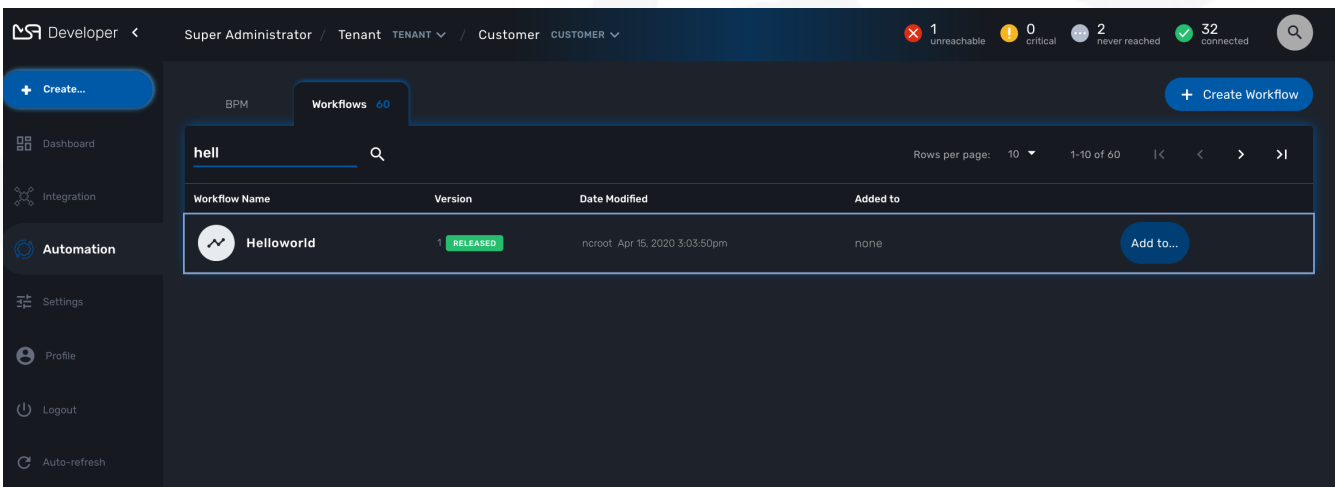 MSA Developer
Super Administrator / Tenant TENANT / Customer CUSTOMER
1 unreachable
0 critical
2 never reached
32 connected
+ Create...
Dashboard
Integration
Automation
Settings
Profile
Logout
Auto-refresh
BPM
Workflows 60
+ Create Workflow
hell
Rows per page: 10
1-10 of 60
Workflow Name Version Date Modified Added to
Helloworld 1 RELEASED ncroot Apr 15, 2020 3:03:50pm none Add to...